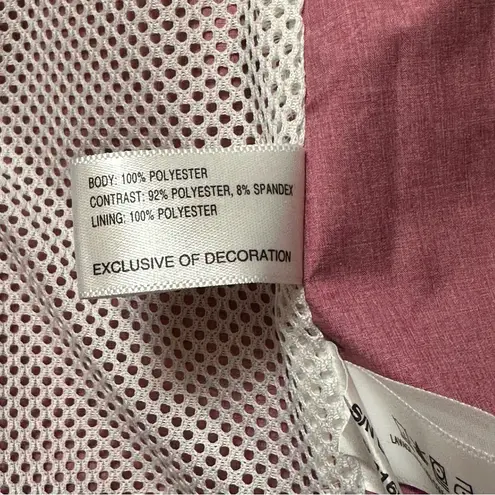 BODY: 100% POLYESTER
CONTRAST: 92% POLYESTER, 8% SPANDEX
LINING: 100% POLYESTER
EXCLUSIVE OF DECORATION